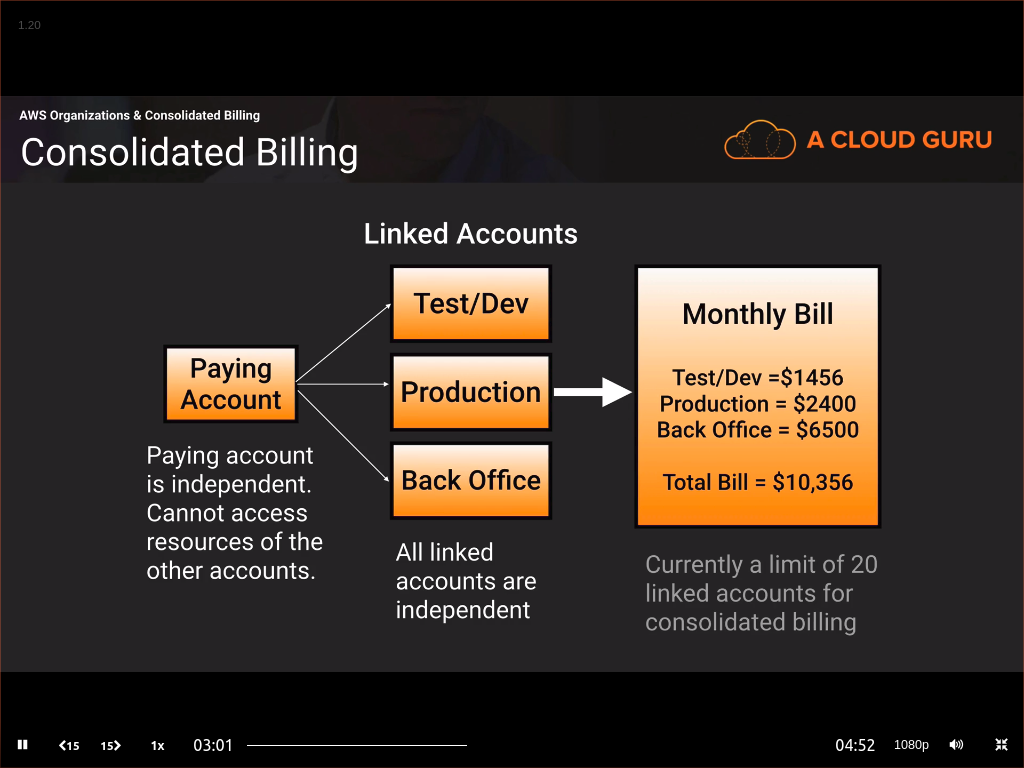 1.20
AWS Organizations & Consolidated Billing
Consolidated Billing
A CLOUD GURU
Linked Accounts
Test/Dev
Production
Back Office
Paying
Account
Paying account
is independent.
Cannot access
resources of the
other accounts.
All linked
accounts are
independent
Monthly Bill
Test/Dev =$1456
Production = $2400
Back Office = $6500
Total Bill = $10,356
Currently a limit of 20
linked accounts for
consolidated billing
15
15
1x
03:01
04:52
1080p